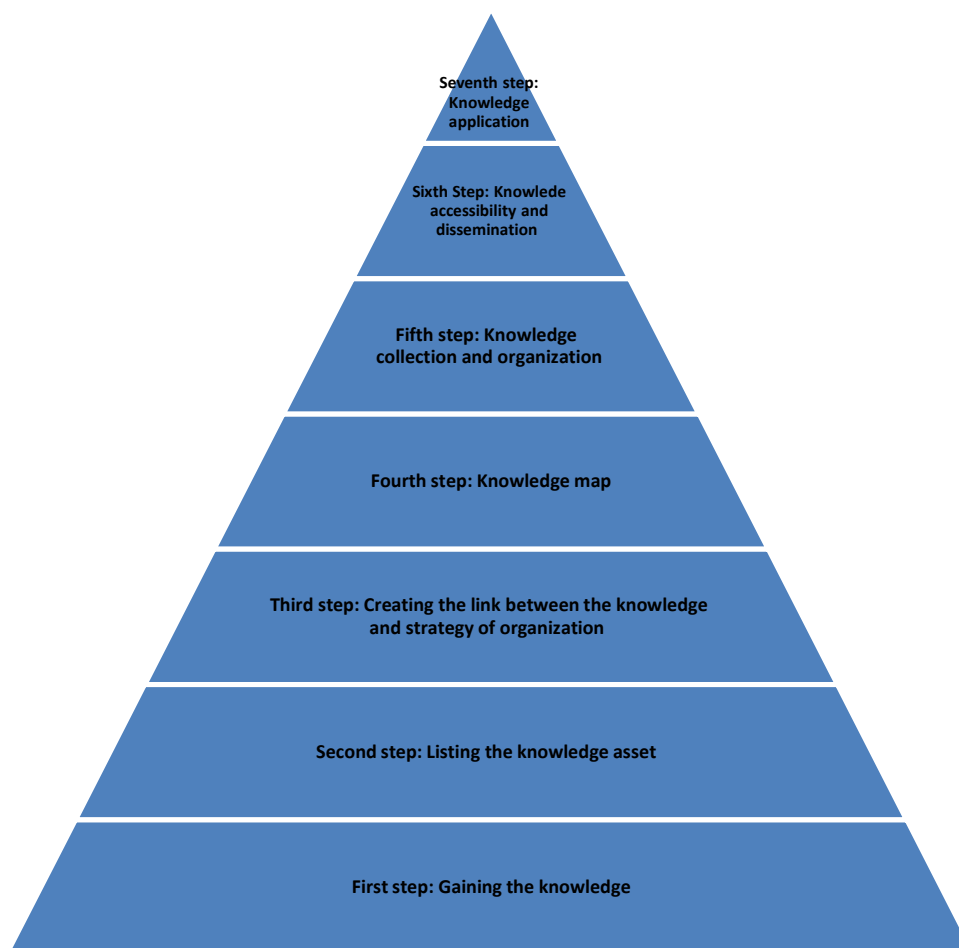 Seventh step:
Knowledge
application
Sixth Step: Knowlede
accessibility and
dissemination
Fifth step: Knowledge
collection and organization
Fourth step: Knowledge map
Third step: Creating the link between the knowledge
and strategy of organization
Second step: Listing the knowledge asset
First step: Gaining the knowledge